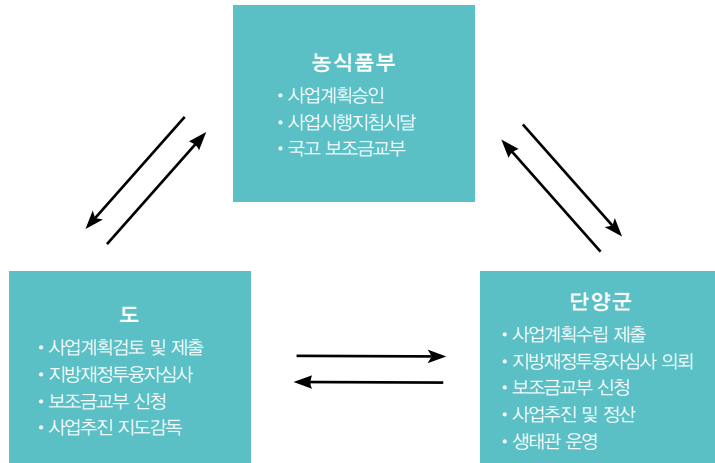 농식품부
• 사업계획승인
• 사업시행지침시달
• 국고 보조금교부
도
• 사업계획검토 및 제출
• 지방재정투융자심사
• 보조금교부 신청
• 사업추진 지도감독
단양군
• 사업계획수립 제출
• 지방재정투융자심사 의뢰
• 보조금교부 신청
• 사업추진 및 정산
• 생태관 운영